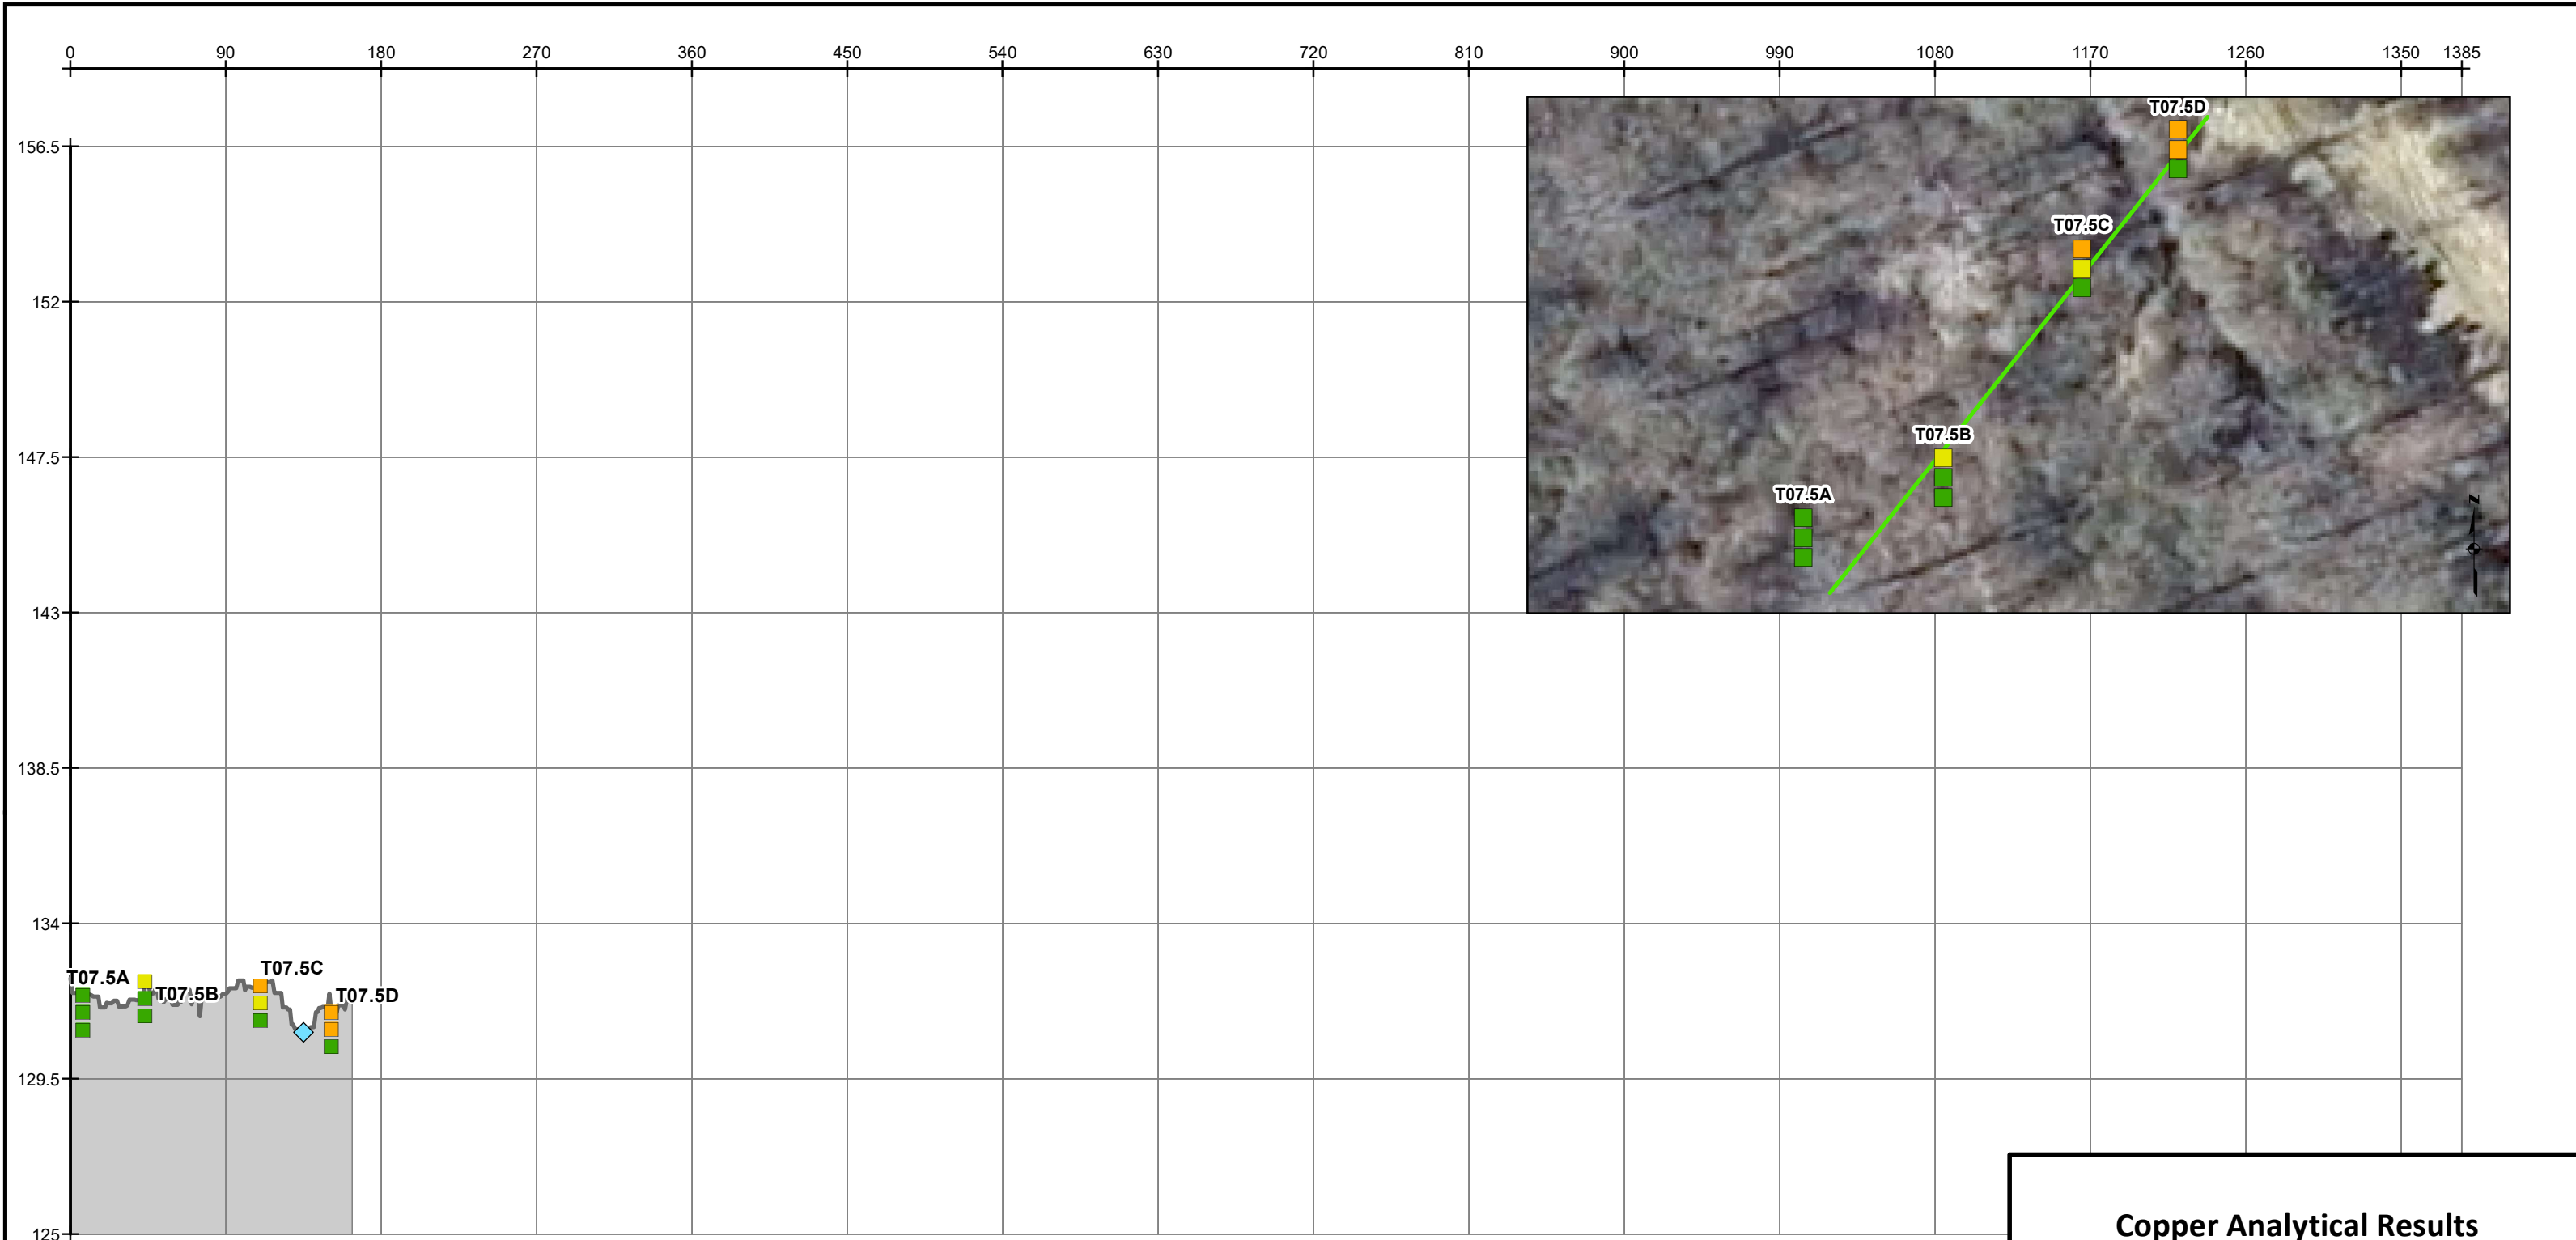 0 90 180 270 360 450 540 630 720 810 900 990 1080 1170 1260 1350 1385
T07.5D
156.5
T07.5C
152
T07.5B
147.5
T07.5A
N
143
138.5
134
T07.5A
T07.5B
T07.5C
T07.5D
129.5
125
Copper Analytical Results